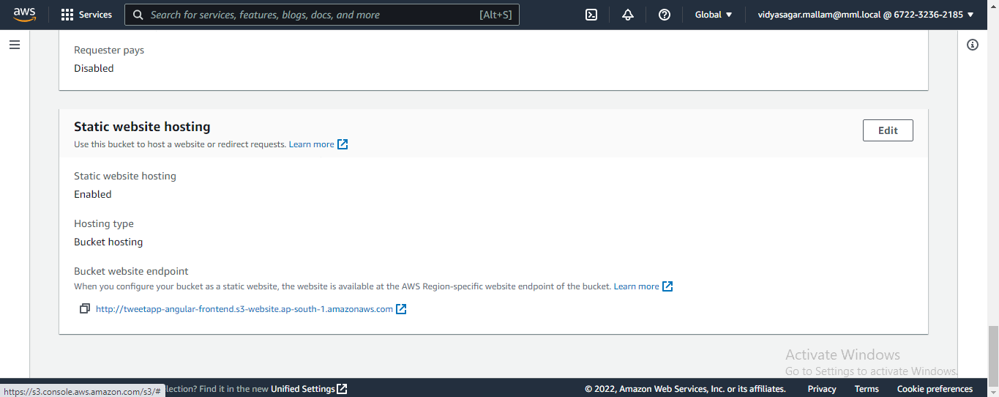 aws Services Search for services, features, blogs, docs, and more [Alt+S] Global ▼ vidyasagar.mallam@mml.local @ 6722-3236-2185 ▼
Requester pays
Disabled
Static website hosting
Edit
Use this bucket to host a website or redirect requests. Learn more
Static website hosting
Enabled
Hosting type
Bucket hosting
Bucket website endpoint
When you configure your bucket as a static website, the website is available at the AWS Region-specific website endpoint of the bucket. Learn more
http://tweetapp-angular-frontend.s3-website.ap-south-1.amazonaws.com
Activate Windows
Go to Settings to activate Windows.
https://s3.console.aws.amazon.com/s3/# lection? Find it in the new Unified Settings © 2022, Amazon Web Services, Inc. or its affiliates. Privacy Terms Cookie preferences